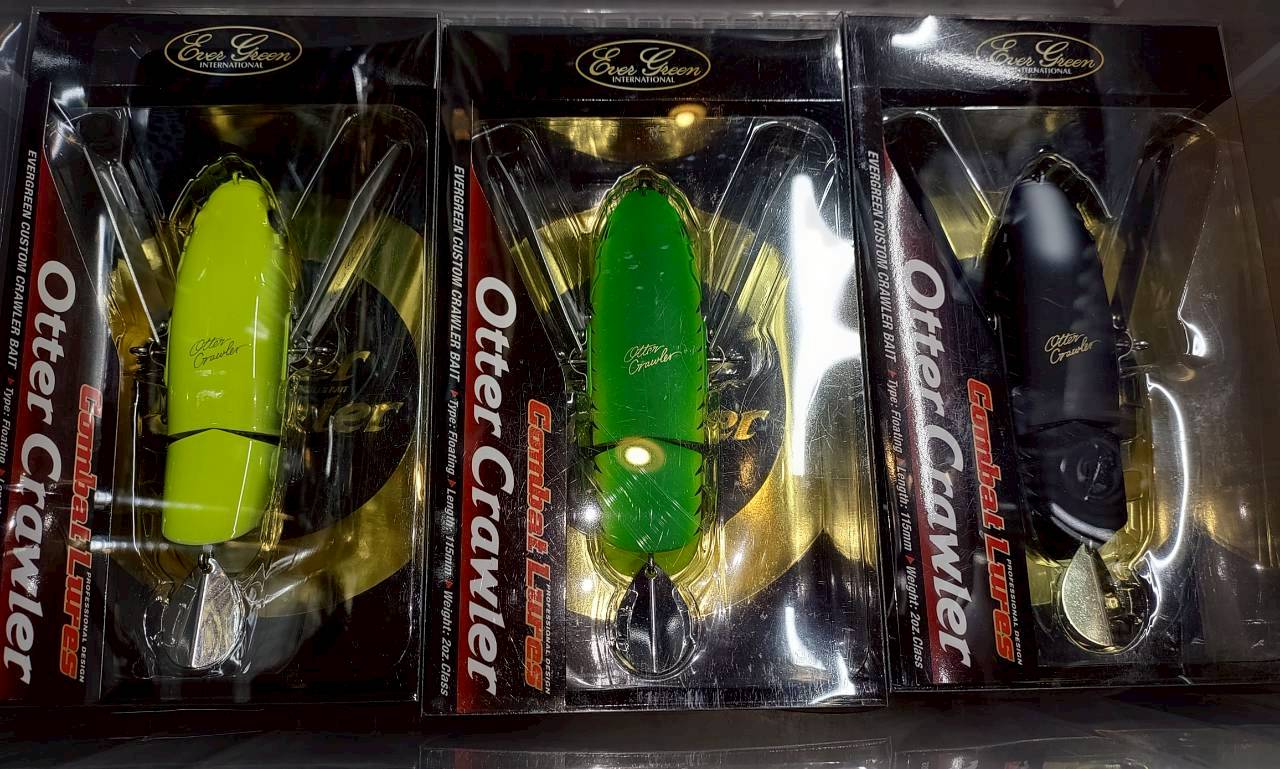 Ever Green
INTERNATIONAL
EVERGREEN CUSTOM CRAWLER BAIT ▶ Type: Floating
Otter Crawler
Combat Lures
PROFESSIONAL DESIGN
Otter
Crawler
Ever Green
INTERNATIONAL
EVERGREEN CUSTOM CRAWLER BAIT ▶ Type: Floating ▶ Length: 115mm ▶ Weight: 2oz.Class
Otter Crawler
Combat Lures
PROFESSIONAL DESIGN
Otter
Crawler
Ever Green
INTERNATIONAL
EVERGREEN CUSTOM CRAWLER BAIT ▶ Type: Floating ▶ Length: 115mm ▶ Weight: 2oz.Class
Otter Crawler
Combat Lures
PROFESSIONAL DESIGN
Otter
Crawler